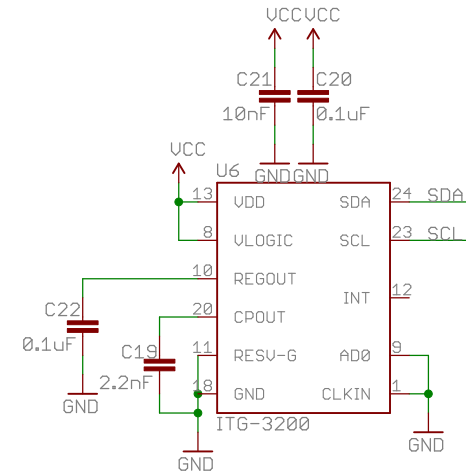 VCC VCC
C21 C20
10nF 0.1uF
GND GND
VCC
U6
13 VDD SDA 24 SDA
8 VLOGIC SCL 23 SCL
10 REGOUT
INT 12
20 CPOUT
C22
0.1uF
C19
2.2nF
11 RESV-G AD0 9
18 GND CLKIN 1
GND
ITG-3200
GND
GND